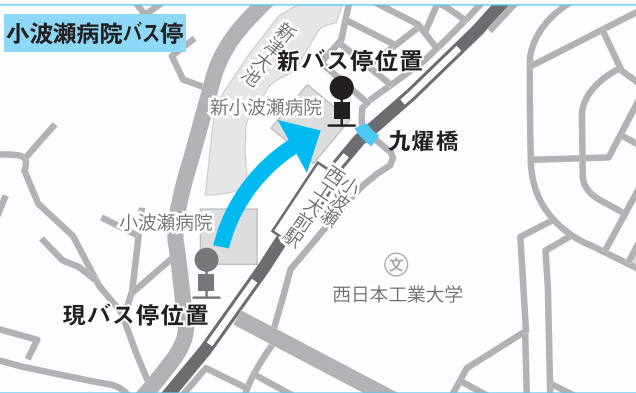 小波瀬病院バス停
新津大池
新バス停位置
新小波瀬病院
九燿橋
小波瀬
西工大前駅
小波瀬病院
文
西日本工業大学
現バス停位置